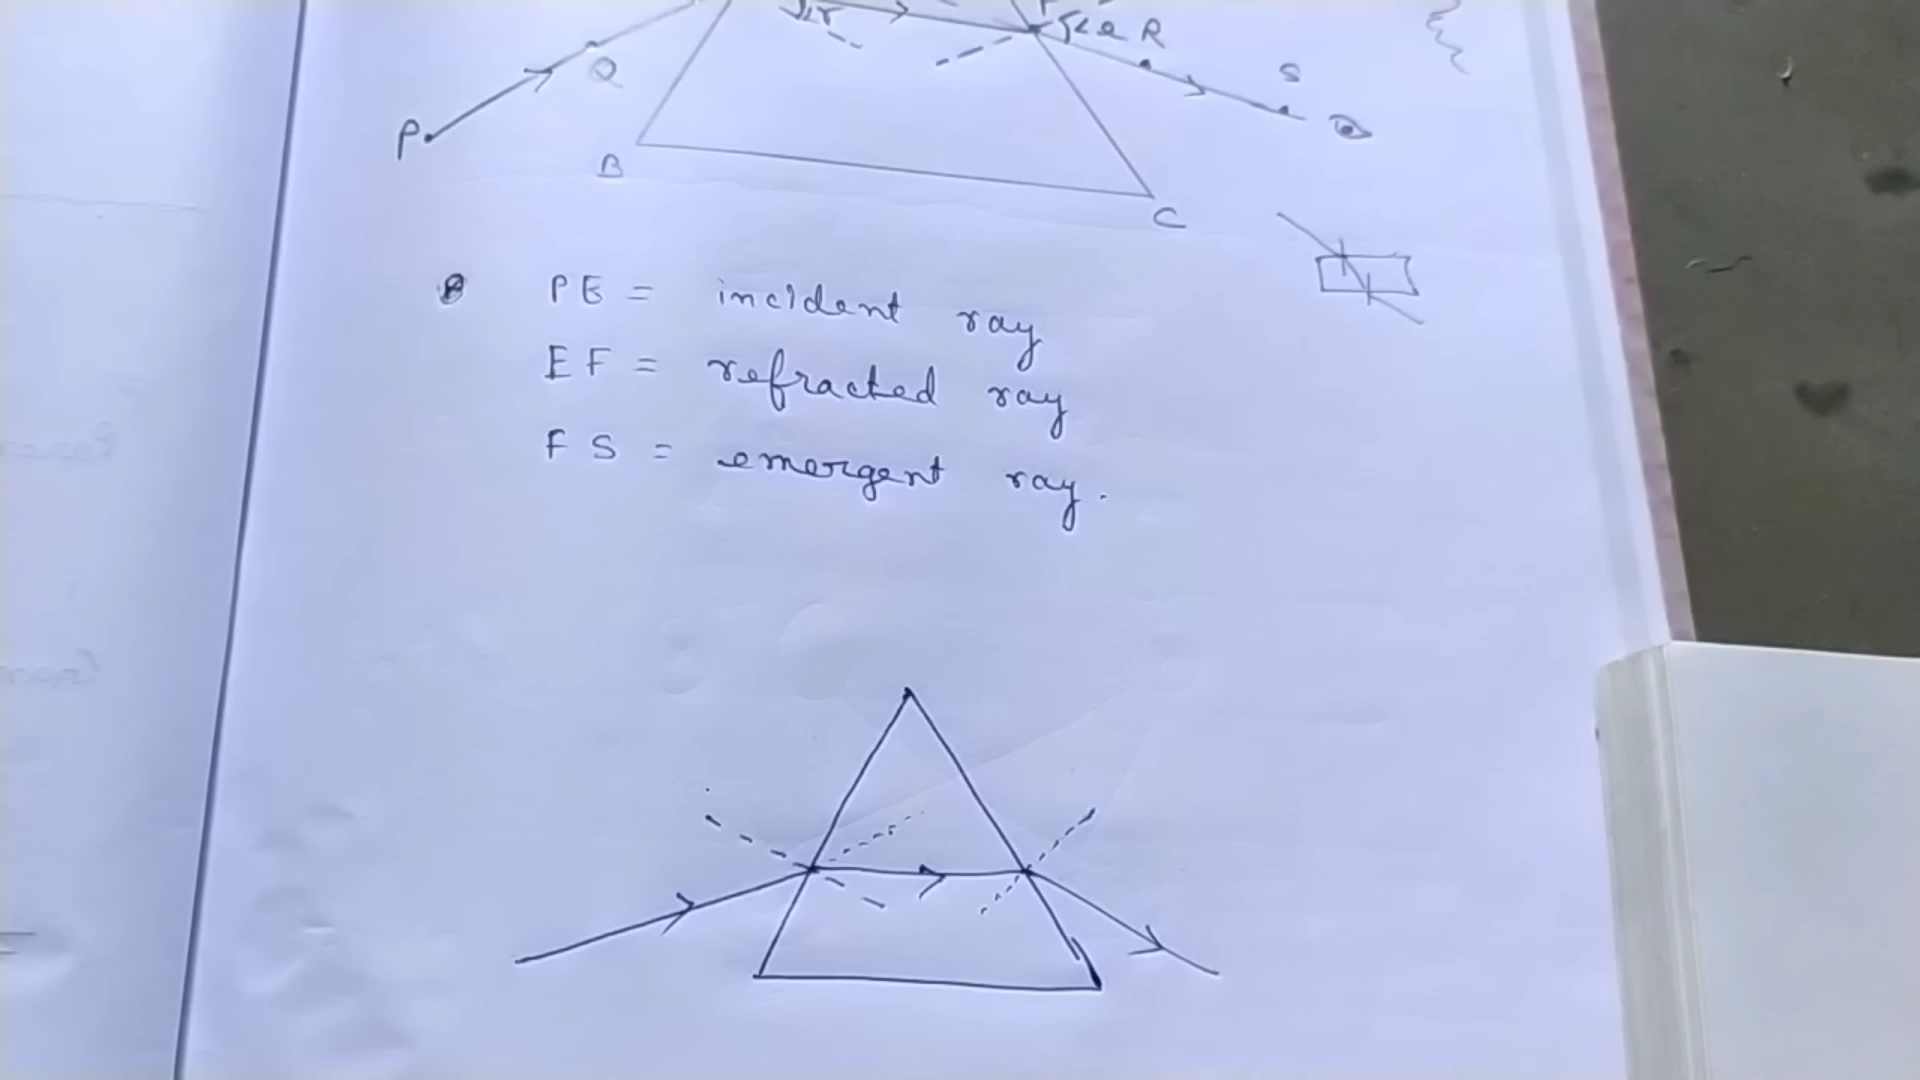 ∠r
∠e R
Q
S
P
B
C
PE = incident ray
EF = refracted ray
FS = emergent ray.